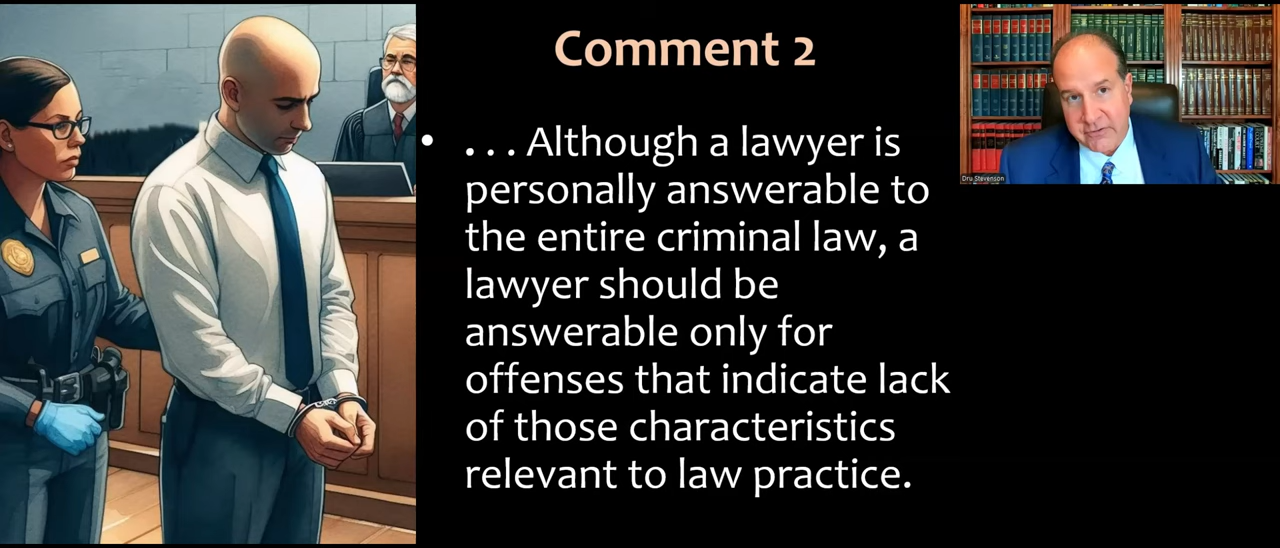 Comment 2
• . . . Although a lawyer is
personally answerable to
the entire criminal law, a
lawyer should be
answerable only for
offenses that indicate lack
of those characteristics
relevant to law practice.
Dru Stevenson